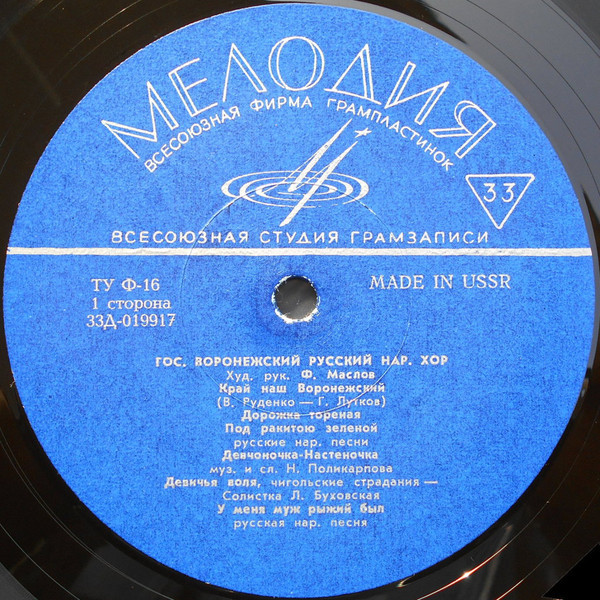 МЕЛОДИЯ
ВСЕСОЮЗНАЯ ФИРМА ГРАМПЛАСТИНОК
33
ВСЕСОЮЗНАЯ СТУДИЯ ГРАМЗАПИСИ
ТУ Ф-16
MADE IN USSR
1 сторона
33Д-019917
ГОС. ВОРОНЕЖСКИЙ РУССКИЙ НАР. ХОР
Худ. рук. Ф. Маслов
Край наш Воронежский
(В. Руденко — Г. Лутков)
Дорожка тореная
Под ракитою зеленой
русские нар. песни
Девчоночка-Настеночка
муз. и сл. Н. Поликарпова
Девичья воля, чигольские страдания —
Солистка Л. Буховская
У меня муж рыжий был
русская нар. песня